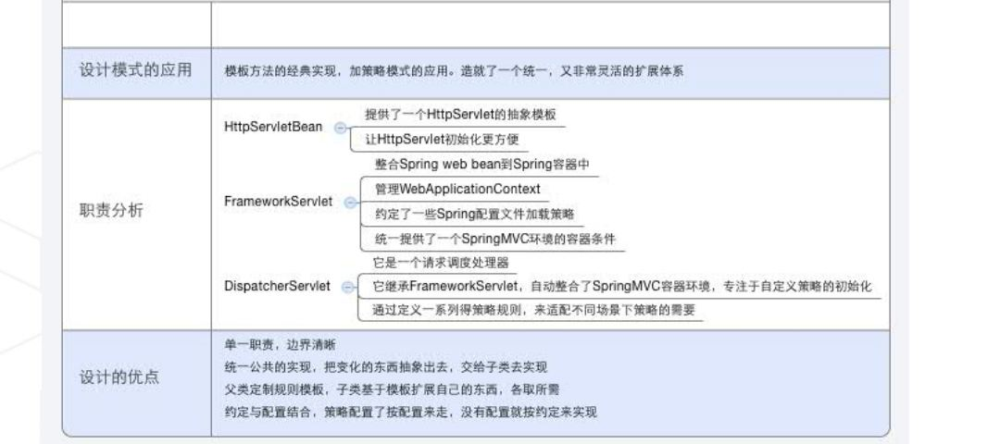 设计模式的应用
模板方法的经典实现，加策略模式的应用。造就了一个统一，又非常灵活的扩展体系
职责分析
HttpServletBean
提供了一个HttpServlet的抽象模板
让HttpServlet初始化更方便
FrameworkServlet
整合Spring web bean到Spring容器中
管理WebApplicationContext
约定了一些Spring配置文件加载策略
统一提供了一个SpringMVC环境的容器条件
DispatcherServlet
它是一个请求调度处理器
它继承FrameworkServlet，自动整合了SpringMVC容器环境，专注于自定义策略的初始化
通过定义一系列得策略规则，来适配不同场景下策略的需要
设计的优点
单一职责，边界清晰
统一公共的实现，把变化的东西抽象出去，交给子类去实现
父类定制规则模板，子类基于模板扩展自己的东西，各取所需
约定与配置结合，策略配置了按配置来走，没有配置就按约定来实现